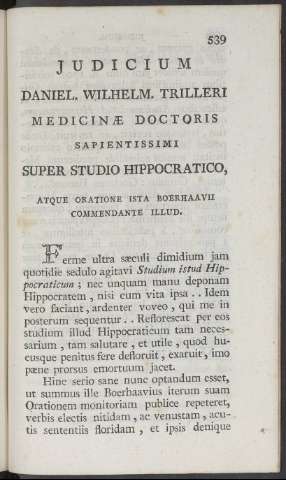 539
JUDICIUM
DANIEL. WILHELM. TRILLERI
MEDICINÆ DOCTORIS
SAPIENTISSIMI
SUPER STUDIO HIPPOCRATICO,
ATQUE ORATIONE ISTA BOERHAAVII
COMMENDANTE ILLUD.
Ferme ultra sæculi dimidium jam
quotidie sedulo agitavi Studium istud Hip-
pocraticum; nec unquam manu deponam
Hippocratem, nisi cum vita ipsa.. Idem
vero faciant, ardenter voveo, qui me in
posterum sequentur.. Reflorescat per eos
studium illud Hippocraticum tam neces-
sarium, tam salutare, et utile, quod hu-
cusque penitus fere defloruit, exaruit, imo
pæne prorsus emortuum jacet.
Hinc serio sane nunc optandum esset,
ut summus ille Boerhaavius iterum suam
Orationem monitoriam publice repeteret,
verbis electis nitidam, ac venustam, acu-
tis sententiis floridam, et ipsis denique